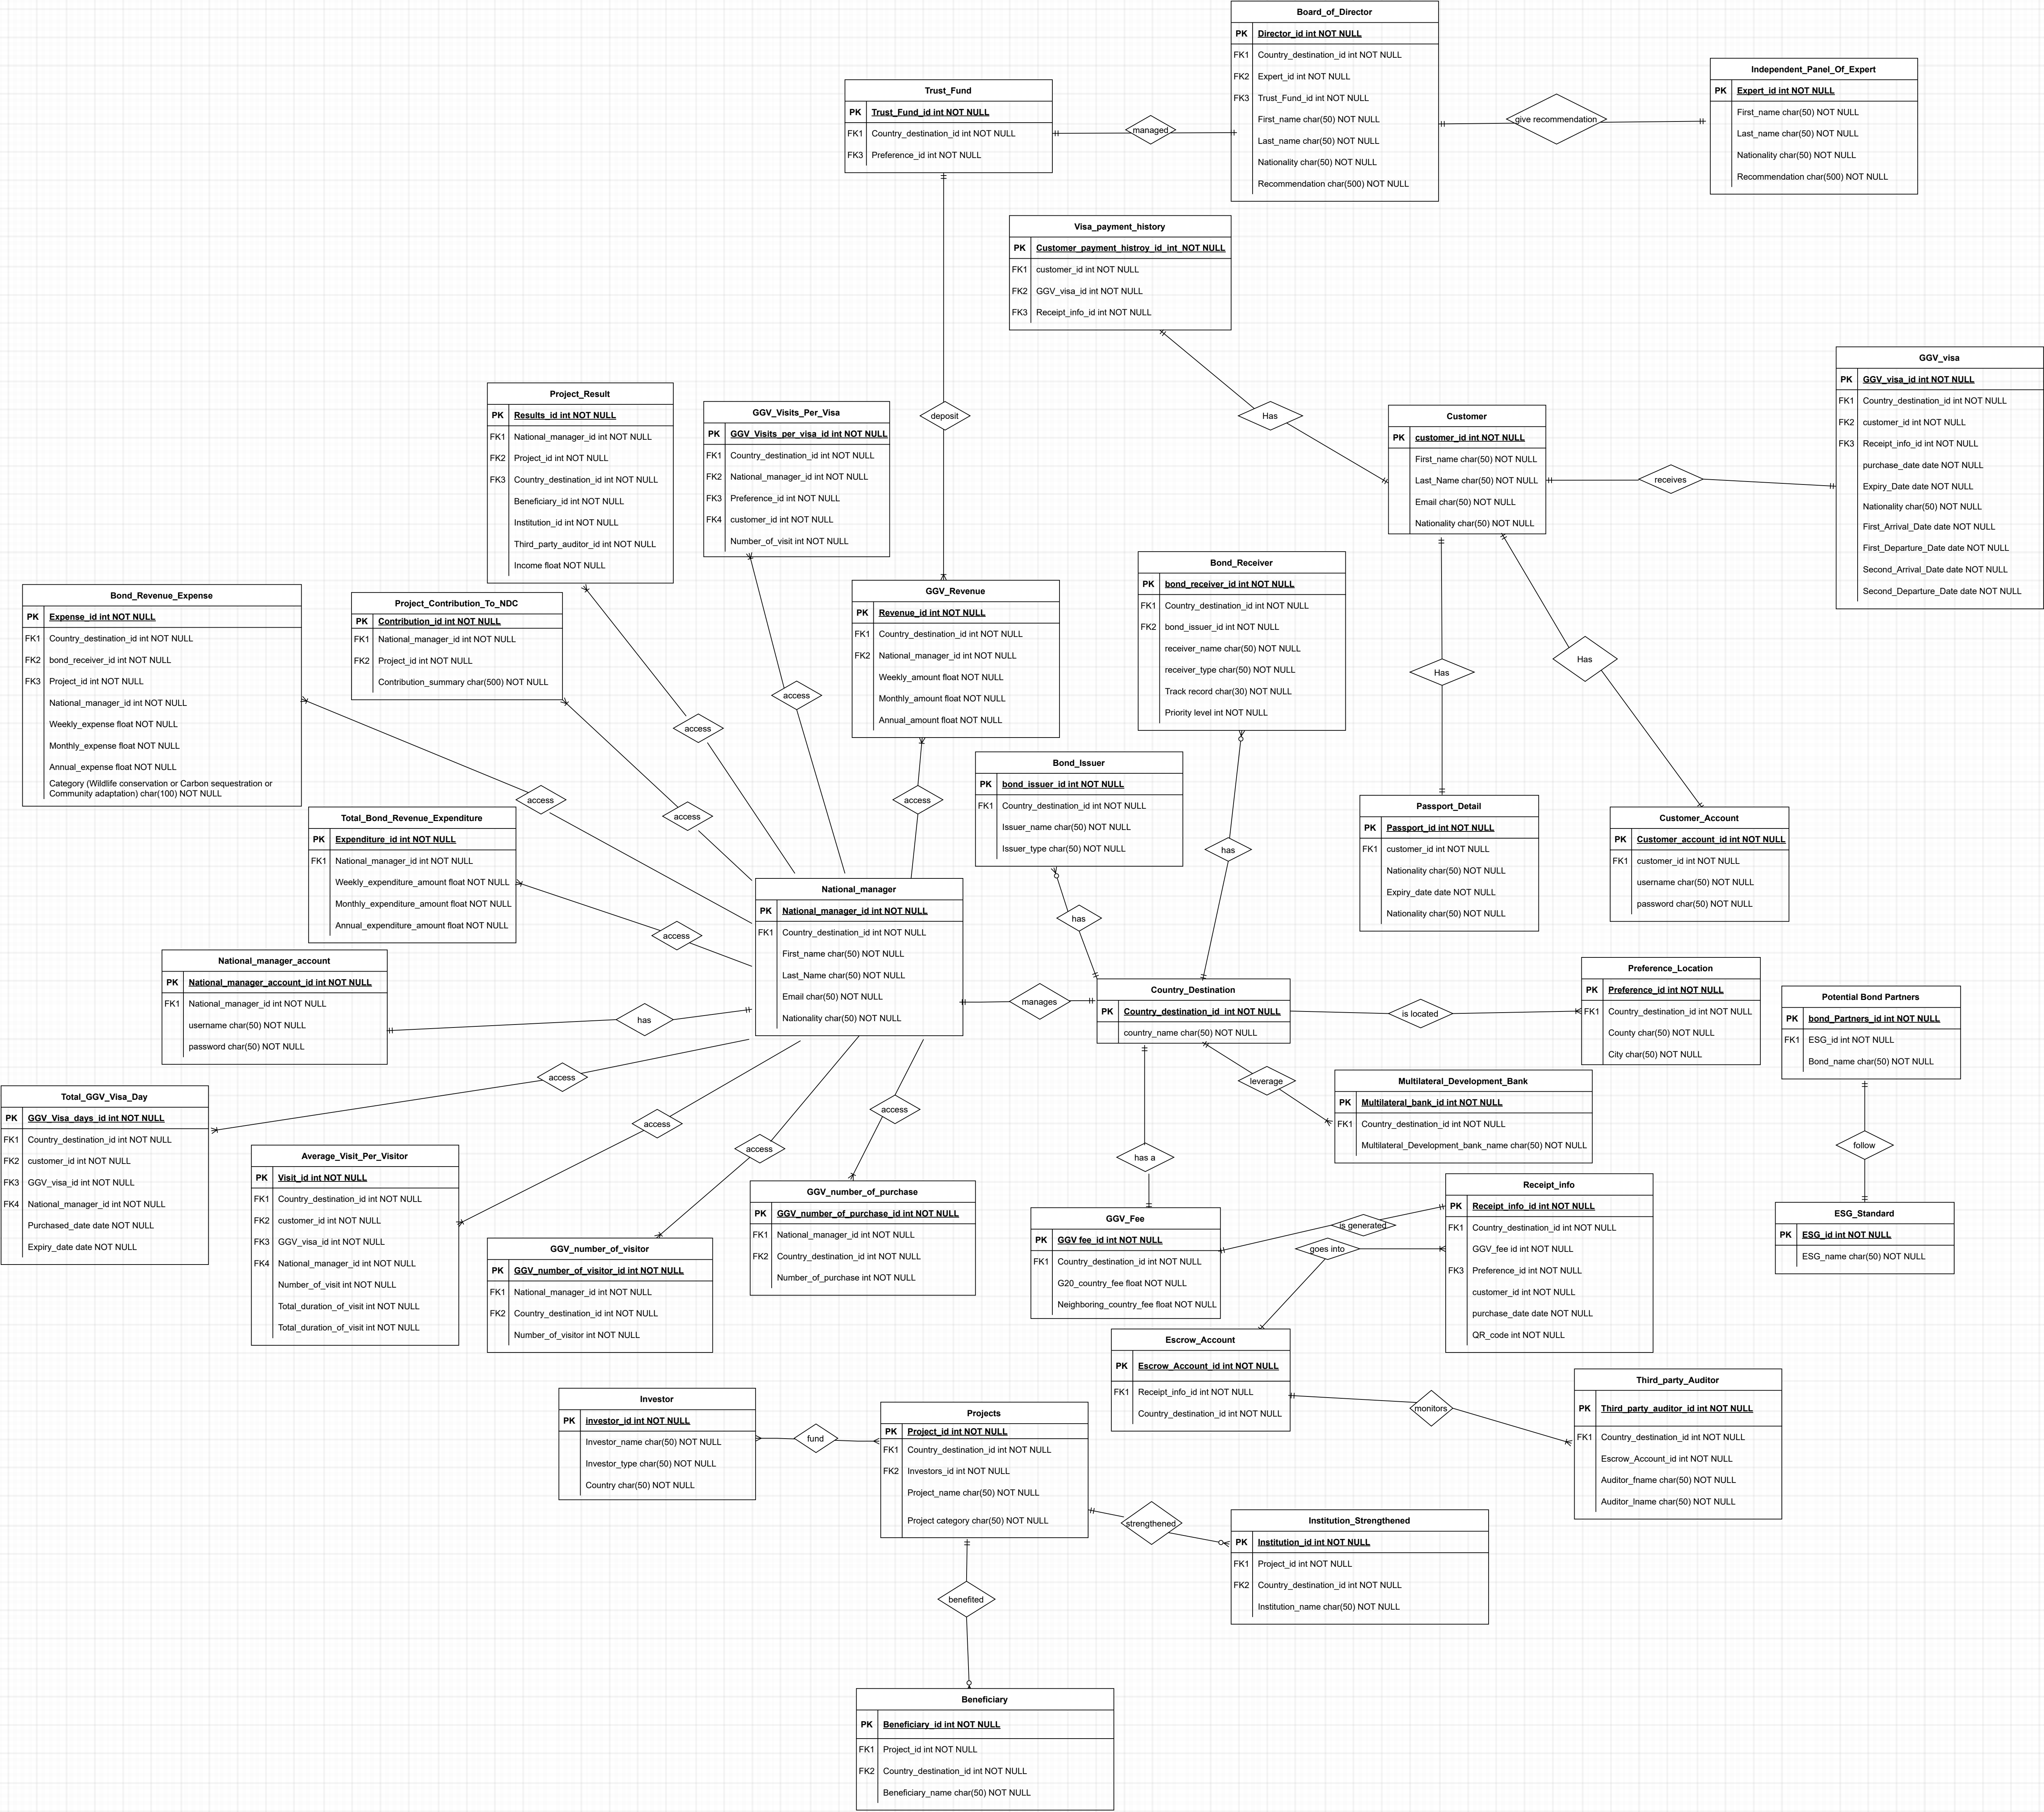 Board_of_Director
PK Director_id int NOT NULL
FK1 Country_destination_id int NOT NULL
FK2 Expert_id int NOT NULL
FK3 Trust_Fund_id int NOT NULL
First_name char(50) NOT NULL
Last_name char(50) NOT NULL
Nationality char(50) NOT NULL
Recommendation char(500) NOT NULL
give recommendation
Independent_Panel_Of_Expert
PK Expert_id int NOT NULL
First_name char(50) NOT NULL
Last_name char(50) NOT NULL
Nationality char(50) NOT NULL
Recommendation char(500) NOT NULL
Trust_Fund
PK Trust_Fund_id int NOT NULL
FK1 Country_destination_id int NOT NULL
FK3 Preference_id int NOT NULL
managed
Visa_payment_history
PK Customer_payment_histroy_id_int_NOT NULL
FK1 customer_id int NOT NULL
FK2 GGV_visa_id int NOT NULL
FK3 Receipt_info_id int NOT NULL
Has
deposit
GGV_visa
PK GGV_visa_id int NOT NULL
FK1 Country_destination_id int NOT NULL
FK2 customer_id int NOT NULL
FK3 Receipt_info_id int NOT NULL
purchase_date date NOT NULL
Expiry_Date date NOT NULL
Nationality char(50) NOT NULL
First_Arrival_Date date NOT NULL
First_Departure_Date date NOT NULL
Second_Arrival_Date date NOT NULL
Second_Departure_Date date NOT NULL
Customer
PK customer_id int NOT NULL
First_name char(50) NOT NULL
Last_Name char(50) NOT NULL
Email char(50) NOT NULL
Nationality char(50) NOT NULL
receives
Project_Result
PK Results_id int NOT NULL
FK1 National_manager_id int NOT NULL
FK2 Project_id int NOT NULL
FK3 Country_destination_id int NOT NULL
Beneficiary_id int NOT NULL
Institution_id int NOT NULL
Third_party_auditor_id int NOT NULL
Income float NOT NULL
GGV_Visits_Per_Visa
PK GGV_Visits_per_visa_id int NOT NULL
FK1 Country_destination_id int NOT NULL
FK2 National_manager_id int NOT NULL
FK3 Preference_id int NOT NULL
FK4 customer_id int NOT NULL
Number_of_visit int NOT NULL
Bond_Revenue_Expense
PK Expense_id int NOT NULL
FK1 Country_destination_id int NOT NULL
FK2 bond_receiver_id int NOT NULL
FK3 Project_id int NOT NULL
National_manager_id int NOT NULL
Weekly_expense float NOT NULL
Monthly_expense float NOT NULL
Annual_expense float NOT NULL
Category (Wildlife conservation or Carbon sequestration or
Community adaptation) char(100) NOT NULL
Project_Contribution_To_NDC
PK Contribution_id int NOT NULL
FK1 National_manager_id int NOT NULL
FK2 Project_id int NOT NULL
Contribution_summary char(500) NOT NULL
GGV_Revenue
PK Revenue_id int NOT NULL
FK1 Country_destination_id int NOT NULL
FK2 National_manager_id int NOT NULL
Weekly_amount float NOT NULL
Monthly_amount float NOT NULL
Annual_amount float NOT NULL
Bond_Receiver
PK bond_receiver_id int NOT NULL
FK1 Country_destination_id int NOT NULL
FK2 bond_issuer_id int NOT NULL
receiver_name char(50) NOT NULL
receiver_type char(50) NOT NULL
Track record char(30) NOT NULL
Priority level int NOT NULL
Has
Has
access
access
access
access
access
access
Bond_Issuer
PK bond_issuer_id int NOT NULL
FK1 Country_destination_id int NOT NULL
Issuer_name char(50) NOT NULL
Issuer_type char(50) NOT NULL
has
has
Passport_Detail
PK Passport_id int NOT NULL
FK1 customer_id int NOT NULL
Nationality char(50) NOT NULL
Expiry_date date NOT NULL
Nationality char(50) NOT NULL
Customer_Account
PK Customer_account_id int NOT NULL
FK1 customer_id int NOT NULL
username char(50) NOT NULL
password char(50) NOT NULL
Total_Bond_Revenue_Expenditure
PK Expenditure_id int NOT NULL
FK1 National_manager_id int NOT NULL
Weekly_expenditure_amount float NOT NULL
Monthly_expenditure_amount float NOT NULL
Annual_expenditure_amount float NOT NULL
National_manager
PK National_manager_id int NOT NULL
FK1 Country_destination_id int NOT NULL
First_name char(50) NOT NULL
Last_Name char(50) NOT NULL
Email char(50) NOT NULL
Nationality char(50) NOT NULL
National_manager_account
PK National_manager_account_id int NOT NULL
FK1 National_manager_id int NOT NULL
username char(50) NOT NULL
password char(50) NOT NULL
has
manages
Country_Destination
PK Country_destination_id int NOT NULL
country_name char(50) NOT NULL
is located
Preference_Location
PK Preference_id int NOT NULL
FK1 Country_destination_id int NOT NULL
County char(50) NOT NULL
City char(50) NOT NULL
Potential Bond Partners
PK bond_Partners_id int NOT NULL
FK1 ESG_id int NOT NULL
Bond_name char(50) NOT NULL
follow
ESG_Standard
PK ESG_id int NOT NULL
ESG_name char(50) NOT NULL
leverage
Multilateral_Development_Bank
PK Multilateral_bank_id int NOT NULL
FK1 Country_destination_id int NOT NULL
Multilateral_Development_bank_name char(50) NOT NULL
Total_GGV_Visa_Day
PK GGV_Visa_days_id int NOT NULL
FK1 Country_destination_id int NOT NULL
FK2 customer_id int NOT NULL
FK3 GGV_visa_id int NOT NULL
FK4 National_manager_id int NOT NULL
Purchased_date date NOT NULL
Expiry_date date NOT NULL
access
access
access
access
Average_Visit_Per_Visitor
PK Visit_id int NOT NULL
FK1 Country_destination_id int NOT NULL
FK2 customer_id int NOT NULL
FK3 GGV_visa_id int NOT NULL
FK4 National_manager_id int NOT NULL
Number_of_visit int NOT NULL
Total_duration_of_visit int NOT NULL
Total_duration_of_visit int NOT NULL
GGV_number_of_visitor
PK GGV_number_of_visitor_id int NOT NULL
FK1 National_manager_id int NOT NULL
FK2 Country_destination_id int NOT NULL
Number_of_visitor int NOT NULL
GGV_number_of_purchase
PK GGV_number_of_purchase_id int NOT NULL
FK1 National_manager_id int NOT NULL
FK2 Country_destination_id int NOT NULL
Number_of_purchase int NOT NULL
has a
GGV_Fee
PK GGV fee_id int NOT NULL
FK1 Country_destination_id int NOT NULL
G20_country_fee float NOT NULL
Neighboring_country_fee float NOT NULL
is generated
goes into
Receipt_info
PK Receipt_info_id int NOT NULL
FK1 Country_destination_id int NOT NULL
GGV_fee id int NOT NULL
FK3 Preference_id int NOT NULL
customer_id int NOT NULL
purchase_date date NOT NULL
QR_code int NOT NULL
Escrow_Account
PK Escrow_Account_id int NOT NULL
FK1 Receipt_info_id int NOT NULL
Country_destination_id int NOT NULL
monitors
Third_party_Auditor
PK Third_party_auditor_id int NOT NULL
FK1 Country_destination_id int NOT NULL
Escrow_Account_id int NOT NULL
Auditor_fname char(50) NOT NULL
Auditor_lname char(50) NOT NULL
Investor
PK investor_id int NOT NULL
Investor_name char(50) NOT NULL
Investor_type char(50) NOT NULL
Country char(50) NOT NULL
fund
Projects
PK Project_id int NOT NULL
FK1 Country_destination_id int NOT NULL
FK2 Investors_id int NOT NULL
Project_name char(50) NOT NULL
Project category char(50) NOT NULL
strengthened
Institution_Strengthened
PK Institution_id int NOT NULL
FK1 Project_id int NOT NULL
FK2 Country_destination_id int NOT NULL
Institution_name char(50) NOT NULL
benefited
Beneficiary
PK Beneficiary_id int NOT NULL
FK1 Project_id int NOT NULL
FK2 Country_destination_id int NOT NULL
Beneficiary_name char(50) NOT NULL